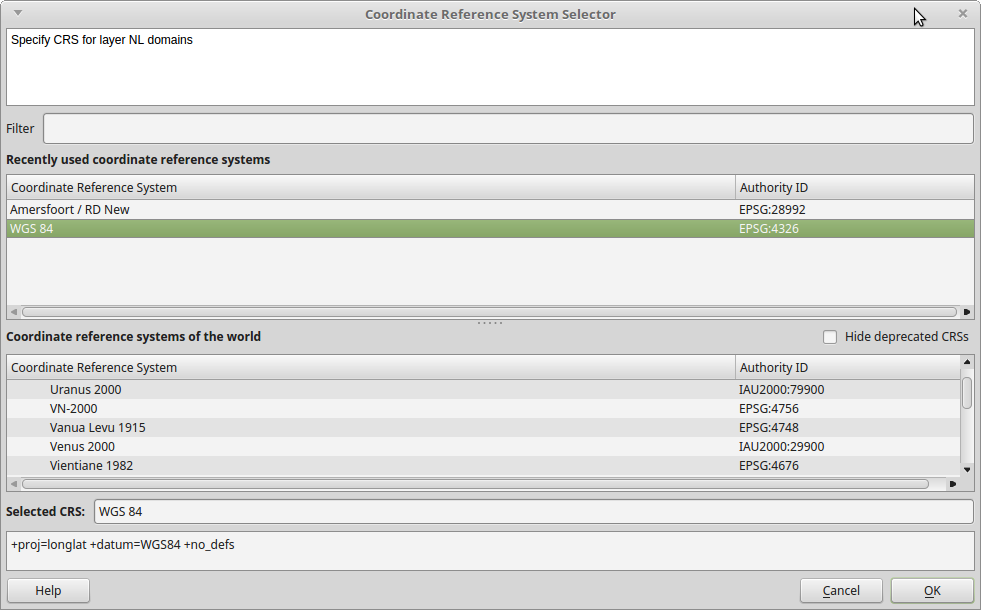 Coordinate Reference System Selector
Specify CRS for layer NL domains
Filter
Recently used coordinate reference systems
Coordinate Reference System Authority ID
Amersfoort / RD New EPSG:28992
WGS 84 EPSG:4326
Coordinate reference systems of the world Hide deprecated CRSs
Coordinate Reference System Authority ID
Uranus 2000 IAU2000:79900
VN-2000 EPSG:4756
Vanua Levu 1915 EPSG:4748
Venus 2000 IAU2000:29900
Vientiane 1982 EPSG:4676
Selected CRS: WGS 84
+proj=longlat +datum=WGS84 +no_defs
Help Cancel OK